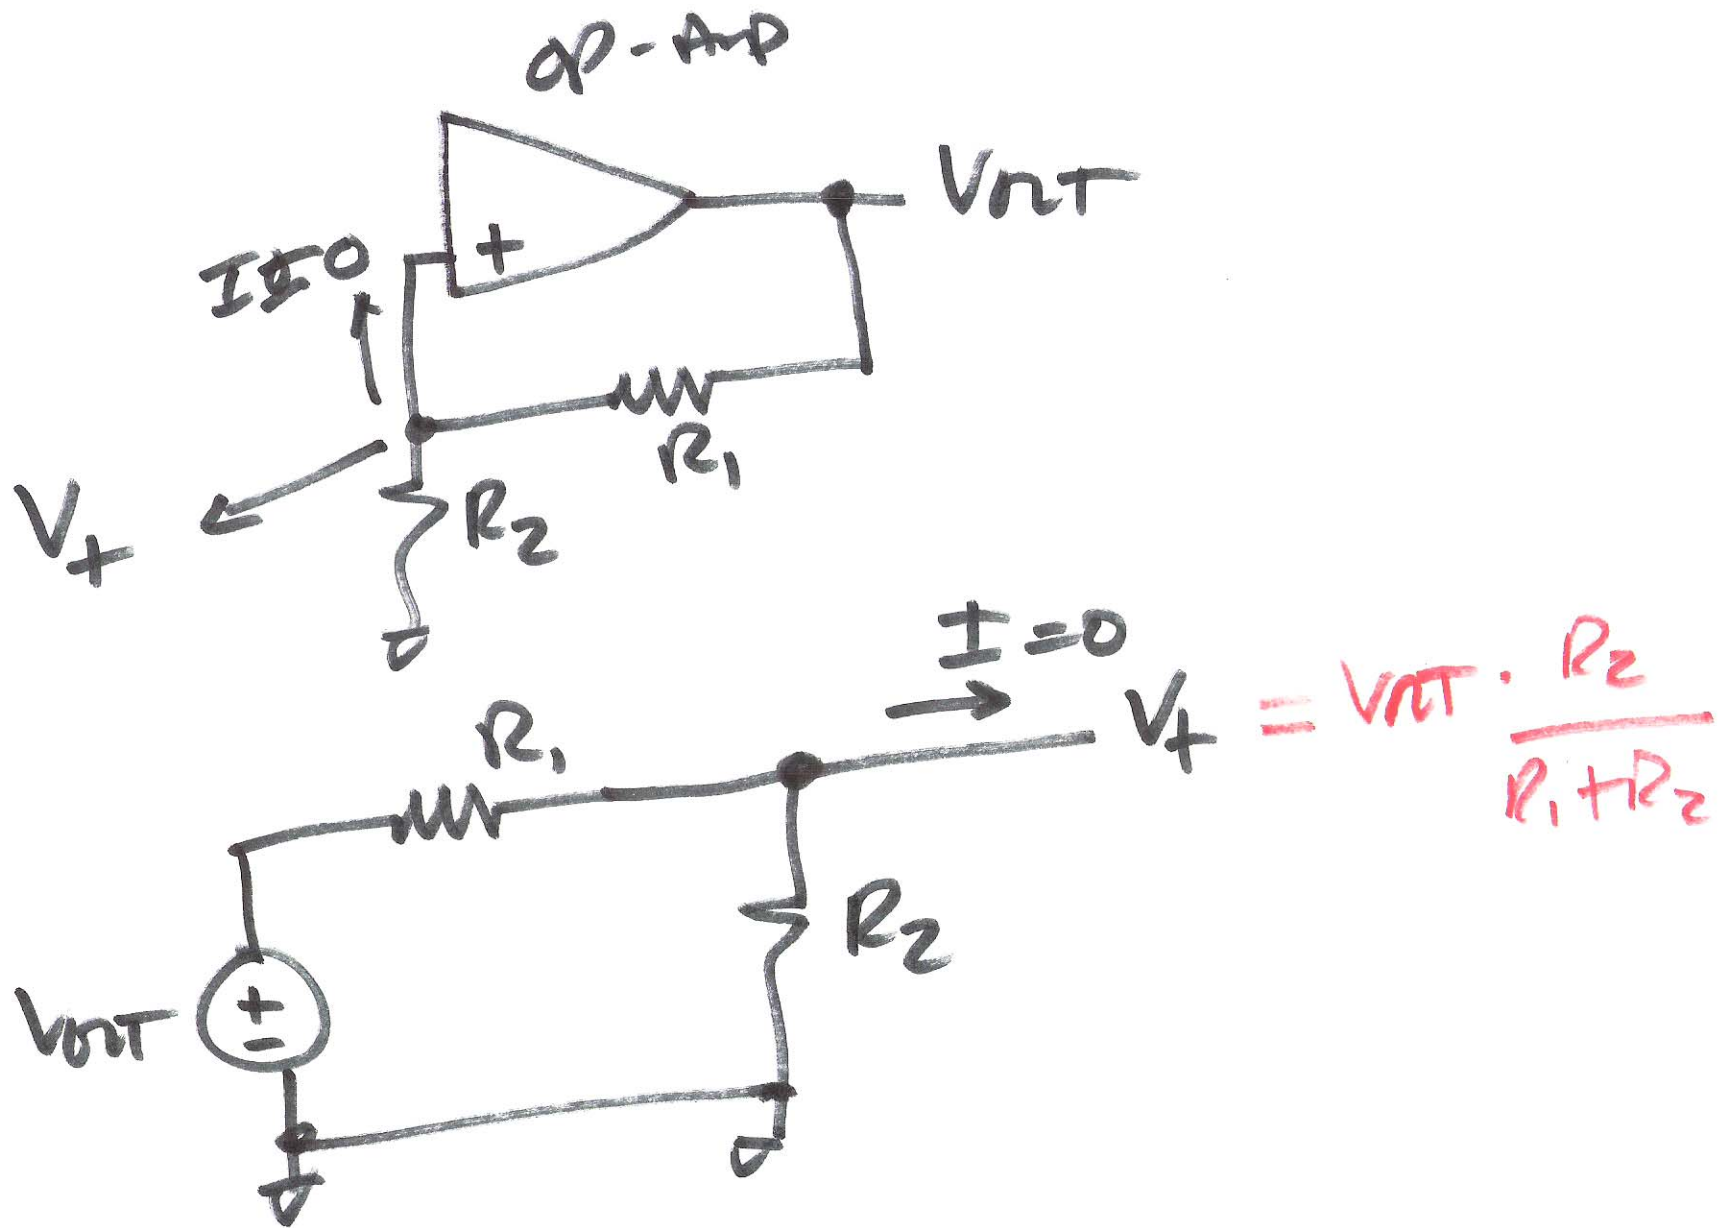 OP-AMP
VOUT
+
I=0
R1
V+
R2
I=0
V+ = VOUT · R2 / R1+R2
R1
R2
VOUT
+
-